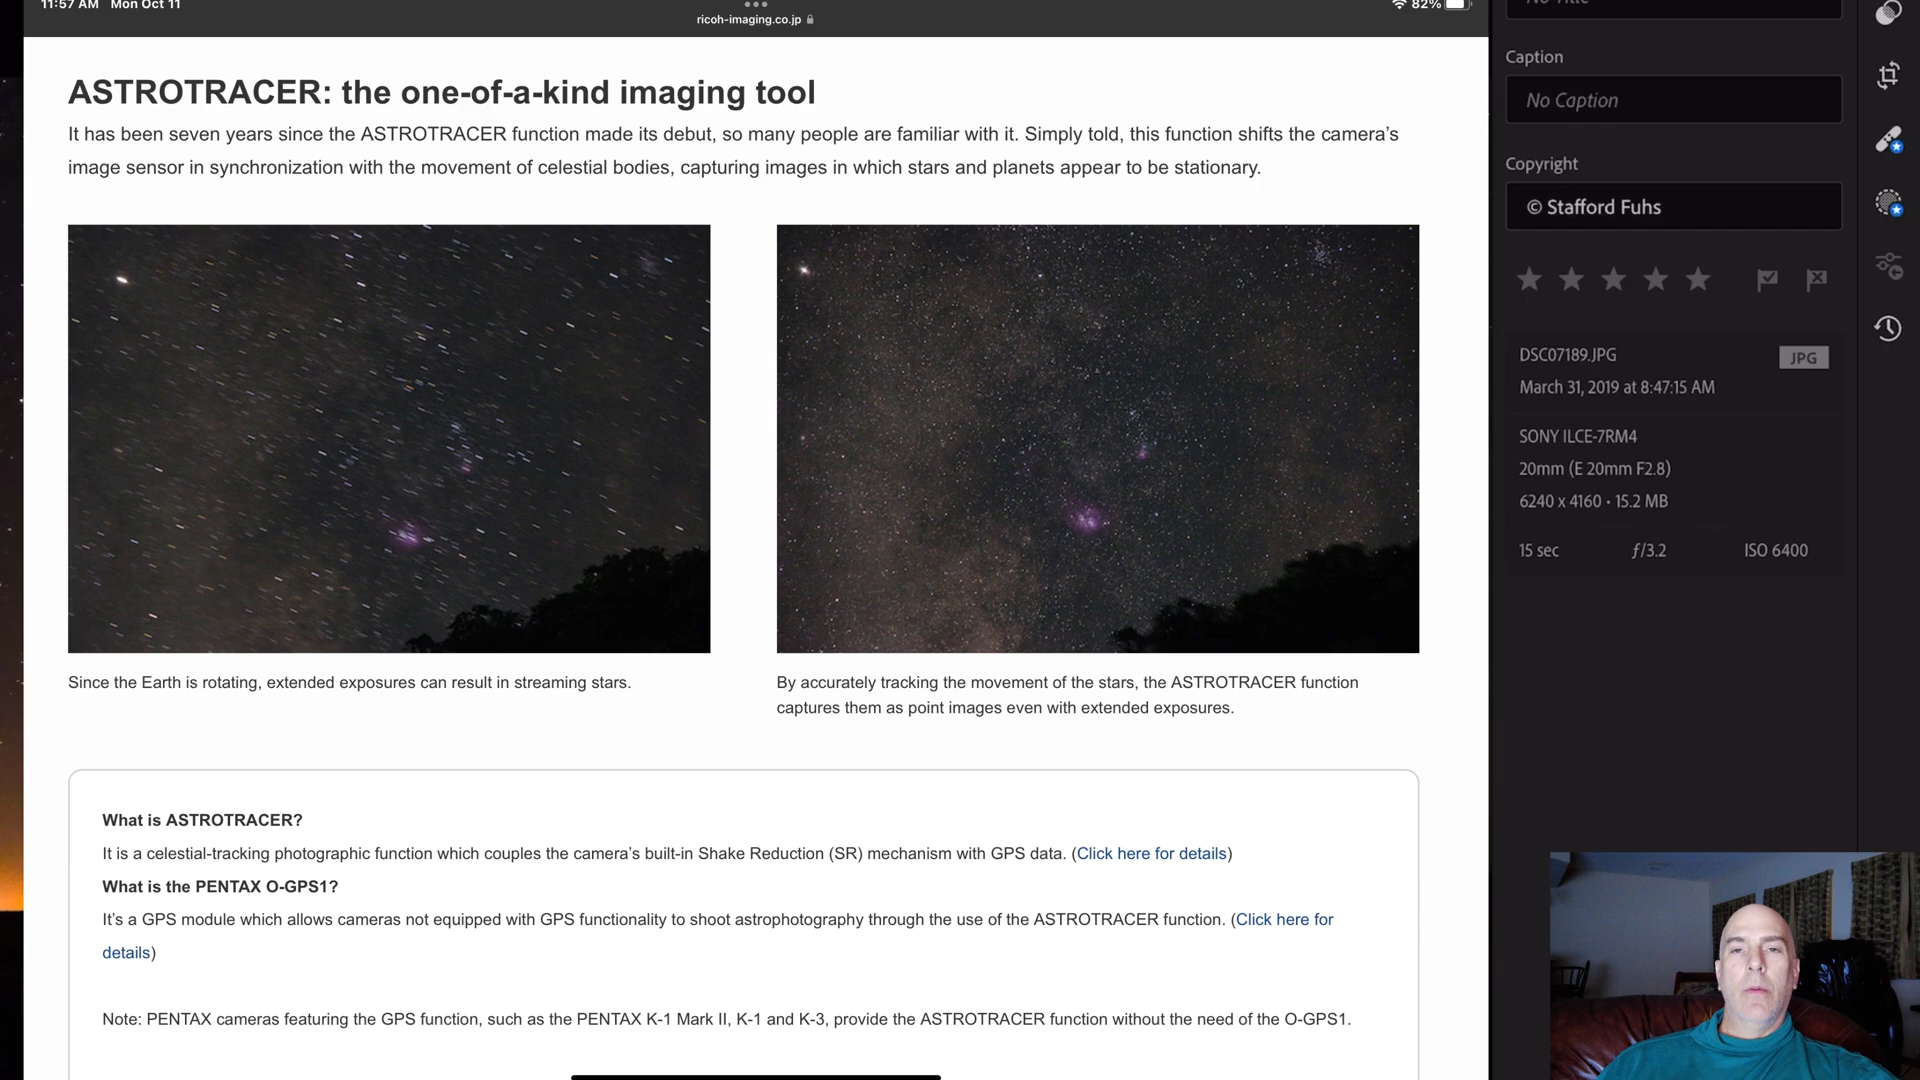 11:57 AM Mon Oct 11
ricoh-imaging.co.jp
82%
ASTROTRACER: the one-of-a-kind imaging tool
It has been seven years since the ASTROTRACER function made its debut, so many people are familiar with it. Simply told, this function shifts the camera’s
image sensor in synchronization with the movement of celestial bodies, capturing images in which stars and planets appear to be stationary.
Since the Earth is rotating, extended exposures can result in streaming stars.
By accurately tracking the movement of the stars, the ASTROTRACER function
captures them as point images even with extended exposures.
What is ASTROTRACER?
It is a celestial-tracking photographic function which couples the camera’s built-in Shake Reduction (SR) mechanism with GPS data. (Click here for details)
What is the PENTAX O-GPS1?
It’s a GPS module which allows cameras not equipped with GPS functionality to shoot astrophotography through the use of the ASTROTRACER function. (Click here for
details)
Note: PENTAX cameras featuring the GPS function, such as the PENTAX K-1 Mark II, K-1 and K-3, provide the ASTROTRACER function without the need of the O-GPS1.
No Title
Caption
No Caption
Copyright
© Stafford Fuhs
DSC07189.JPG
JPG
March 31, 2019 at 8:47:15 AM
SONY ILCE-7RM4
20mm (E 20mm F2.8)
6240 x 4160 • 15.2 MB
15 sec ƒ/3.2 ISO 6400